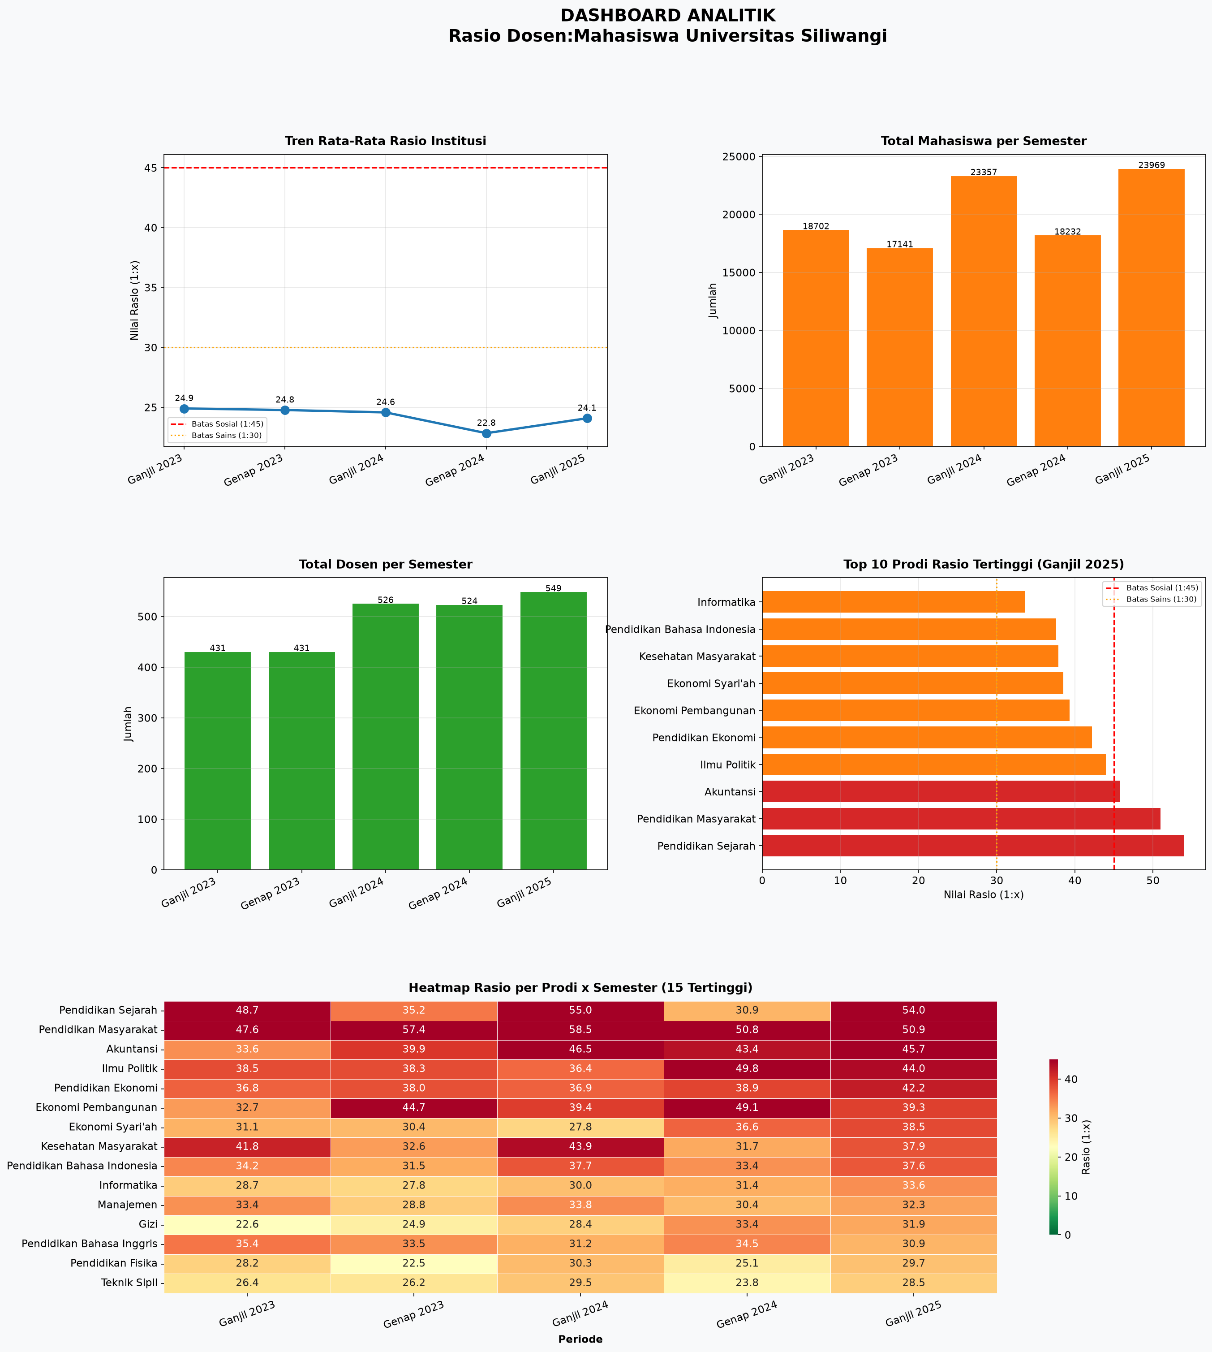 DASHBOARD ANALITIK
Rasio Dosen:Mahasiswa Universitas Siliwangi
Tren Rata-Rata Rasio Institusi
Nilai Rasio (1:x)
45
40
35
30
25
24.9
24.8
24.6
22.8
24.1
Batas Sosial (1:45)
Batas Sains (1:30)
Ganjil 2023
Genap 2023
Ganjil 2024
Genap 2024
Ganjil 2025
Total Mahasiswa per Semester
Jumlah
25000
20000
15000
10000
5000
0
18702
17141
23357
18232
23969
Ganjil 2023
Genap 2023
Ganjil 2024
Genap 2024
Ganjil 2025
Total Dosen per Semester
Jumlah
500
400
300
200
100
0
431
431
526
524
549
Ganjil 2023
Genap 2023
Ganjil 2024
Genap 2024
Ganjil 2025
Top 10 Prodi Rasio Tertinggi (Ganjil 2025)
Batas Sosial (1:45)
Batas Sains (1:30)
Informatika
Pendidikan Bahasa Indonesia
Kesehatan Masyarakat
Ekonomi Syari'ah
Ekonomi Pembangunan
Pendidikan Ekonomi
Ilmu Politik
Akuntansi
Pendidikan Masyarakat
Pendidikan Sejarah
0 10 20 30 40 50
Nilai Rasio (1:x)
Heatmap Rasio per Prodi x Semester (15 Tertinggi)
Pendidikan Sejarah 48.7 35.2 55.0 30.9 54.0
Pendidikan Masyarakat 47.6 57.4 58.5 50.8 50.9
Akuntansi 33.6 39.9 46.5 43.4 45.7
Ilmu Politik 38.5 38.3 36.4 49.8 44.0
Pendidikan Ekonomi 36.8 38.0 36.9 38.9 42.2
Ekonomi Pembangunan 32.7 44.7 39.4 49.1 39.3
Ekonomi Syari'ah 31.1 30.4 27.8 36.6 38.5
Kesehatan Masyarakat 41.8 32.6 43.9 31.7 37.9
Pendidikan Bahasa Indonesia 34.2 31.5 37.7 33.4 37.6
Informatika 28.7 27.8 30.0 31.4 33.6
Manajemen 33.4 28.8 33.8 30.4 32.3
Gizi 22.6 24.9 28.4 33.4 31.9
Pendidikan Bahasa Inggris 35.4 33.5 31.2 34.5 30.9
Pendidikan Fisika 28.2 22.5 30.3 25.1 29.7
Teknik Sipil 26.4 26.2 29.5 23.8 28.5
Ganjil 2023
Genap 2023
Ganjil 2024
Genap 2024
Ganjil 2025
Periode
40
30
20
10
0
Rasio (1:x)